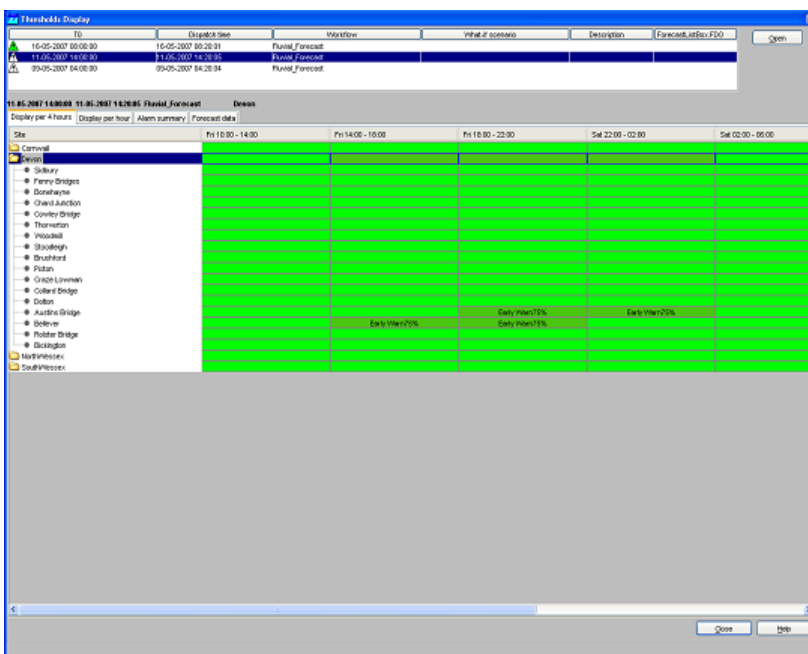 Thresholds Display
T0 Dispatch time Workflow What-if scenario Description ForecastListBox.FDO
Open
16-05-2007 00:00:00 16-05-2007 00:20:01 Fluvial_Forecast
11-05-2007 14:00:00 11-05-2007 14:20:05 Fluvial_Forecast
09-05-2007 04:00:00 09-05-2007 04:20:04 Fluvial_Forecast
11-05-2007 14:00:00 11-05-2007 14:20:05 Fluvial_Forecast Devon
Display per 4 hours Display per hour Alarm summary Forecast data
Site Fri 10:00 - 14:00 Fri 14:00 - 18:00 Fri 18:00 - 22:00 Sat 22:00 - 02:00 Sat 02:00 - 06:00
Cornwall
Devon
Sidbury
Fenny Bridges
Bonehayne
Chard Junction
Cowley Bridge
Thorverton
Woodmill
Stoodleigh
Brushford
Pixton
Craze Lowman
Collard Bridge
Dotton
Austins Bridge Early Warn75% Early Warn75%
Bellever Early Warn75% Early Warn75%
Rolster Bridge
Bickington
NorthWessex
SouthWessex
Close Help